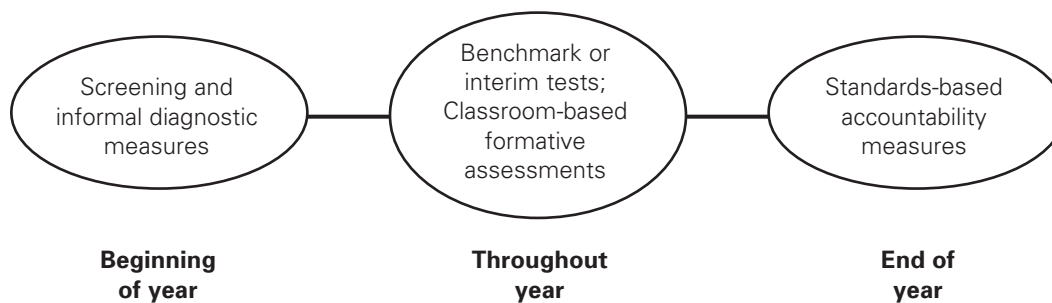 Screening and
informal diagnostic
measures
Benchmark or
interim tests;
Classroom-based
formative
assessments
Standards-based
accountability
measures
Beginning
of year
Throughout
year
End of
year